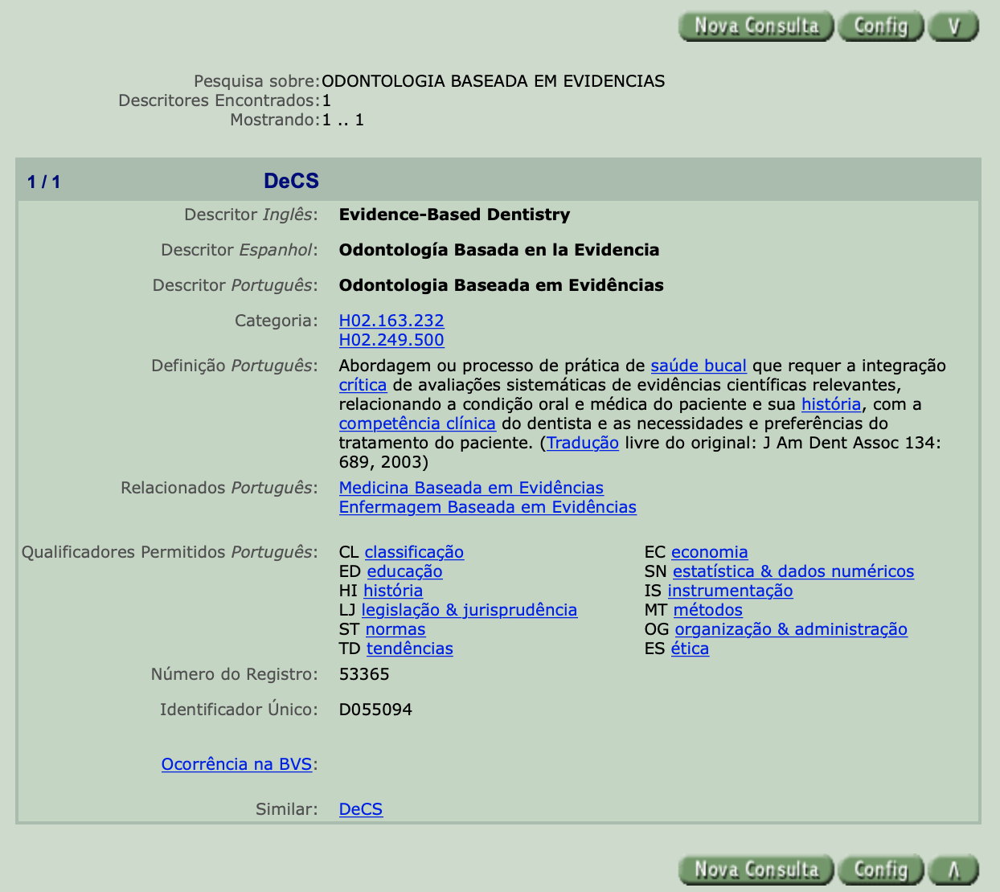 Nova Consulta Config V
Pesquisa sobre: ODONTOLOGIA BASEADA EM EVIDENCIAS
Descritores Encontrados: 1
Mostrando: 1 .. 1
1 / 1 DeCS
Descritor Inglês: Evidence-Based Dentistry
Descritor Espanhol: Odontología Basada en la Evidencia
Descritor Português: Odontologia Baseada em Evidências
Categoria: H02.163.232
H02.249.500
Definição Português: Abordagem ou processo de prática de saúde bucal que requer a integração
crítica de avaliações sistemáticas de evidências científicas relevantes,
relacionando a condição oral e médica do paciente e sua história, com a
competência clínica do dentista e as necessidades e preferências do
tratamento do paciente. (Tradução livre do original: J Am Dent Assoc 134:
689, 2003)
Relacionados Português: Medicina Baseada em Evidências
Enfermagem Baseada em Evidências
Qualificadores Permitidos Português: CL classificação EC economia
ED educação SN estatística & dados numéricos
HI história IS instrumentação
LJ legislação & jurisprudência MT métodos
ST normas OG organização & administração
TD tendências ES ética
Número do Registro: 53365
Identificador Único: D055094
Ocorrência na BVS:
Similar: DeCS
Nova Consulta Config Λ